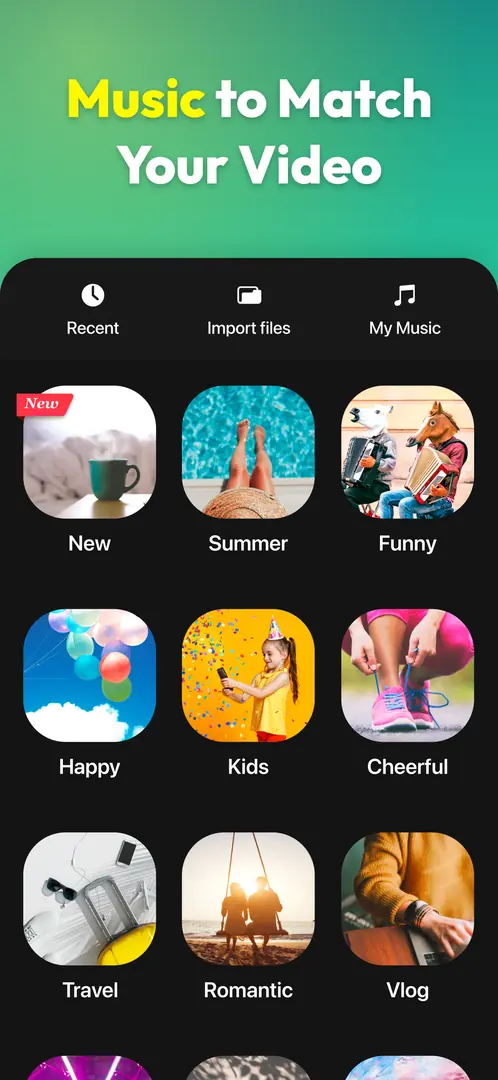 Music to Match
Your Video
Recent
Import files
My Music
New
New
Summer
Funny
Happy
Kids
Cheerful
Travel
Romantic
Vlog